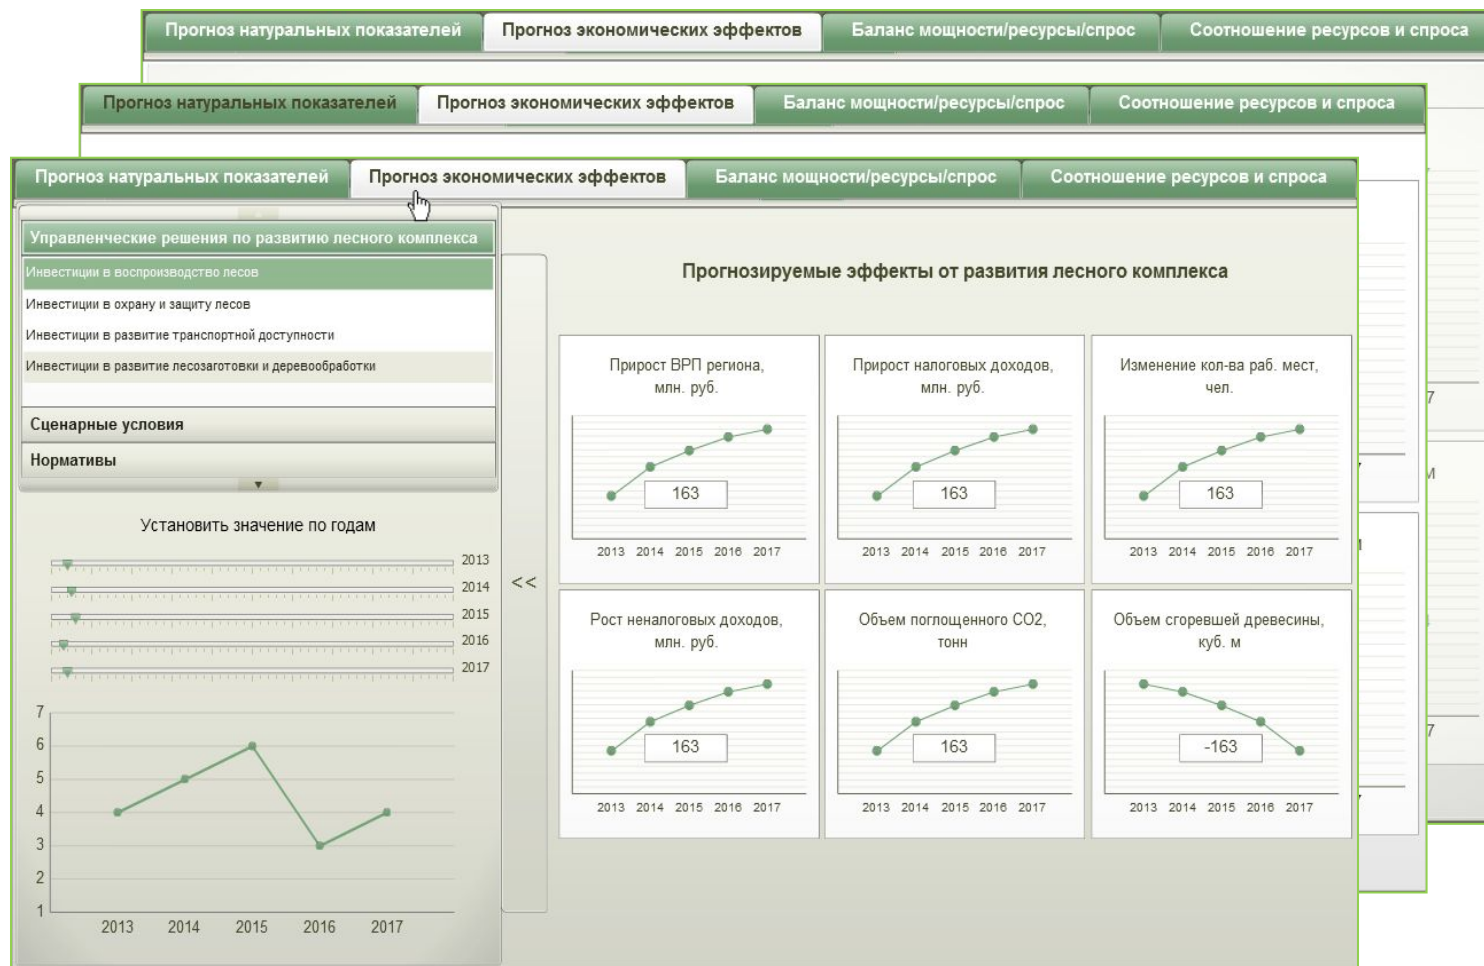 Прогноз натуральных показателей
Прогноз экономических эффектов
Баланс мощности/ресурсы/спрос
Соотношение ресурсов и спроса
Прогноз натуральных показателей
Прогноз экономических эффектов
Баланс мощности/ресурсы/спрос
Соотношение ресурсов и спроса
Прогноз натуральных показателей
Прогноз экономических эффектов
Баланс мощности/ресурсы/спрос
Соотношение ресурсов и спроса
Управленческие решения по развитию лесного комплекса
Инвестиции в воспроизводство лесов
Инвестиции в охрану и защиту лесов
Инвестиции в развитие транспортной доступности
Инвестиции в развитие лесозаготовки и деревообработки
Сценарные условия
Нормативы
Установить значение по годам
2013
2014
2015
2016
2017
7
6
5
4
3
2
1
2013 2014 2015 2016 2017
<<
Прогнозируемые эффекты от развития лесного комплекса
Прирост ВРП региона,
млн. руб.
163
2013 2014 2015 2016 2017
Прирост налоговых доходов,
млн. руб.
163
2013 2014 2015 2016 2017
Изменение кол-ва раб. мест,
чел.
163
2013 2014 2015 2016 2017
Рост неналоговых доходов,
млн. руб.
163
2013 2014 2015 2016 2017
Объем поглощенного СО2,
тонн
163
2013 2014 2015 2016 2017
Объем сгоревшей древесины,
куб. м
-163
2013 2014 2015 2016 2017
7
м
7